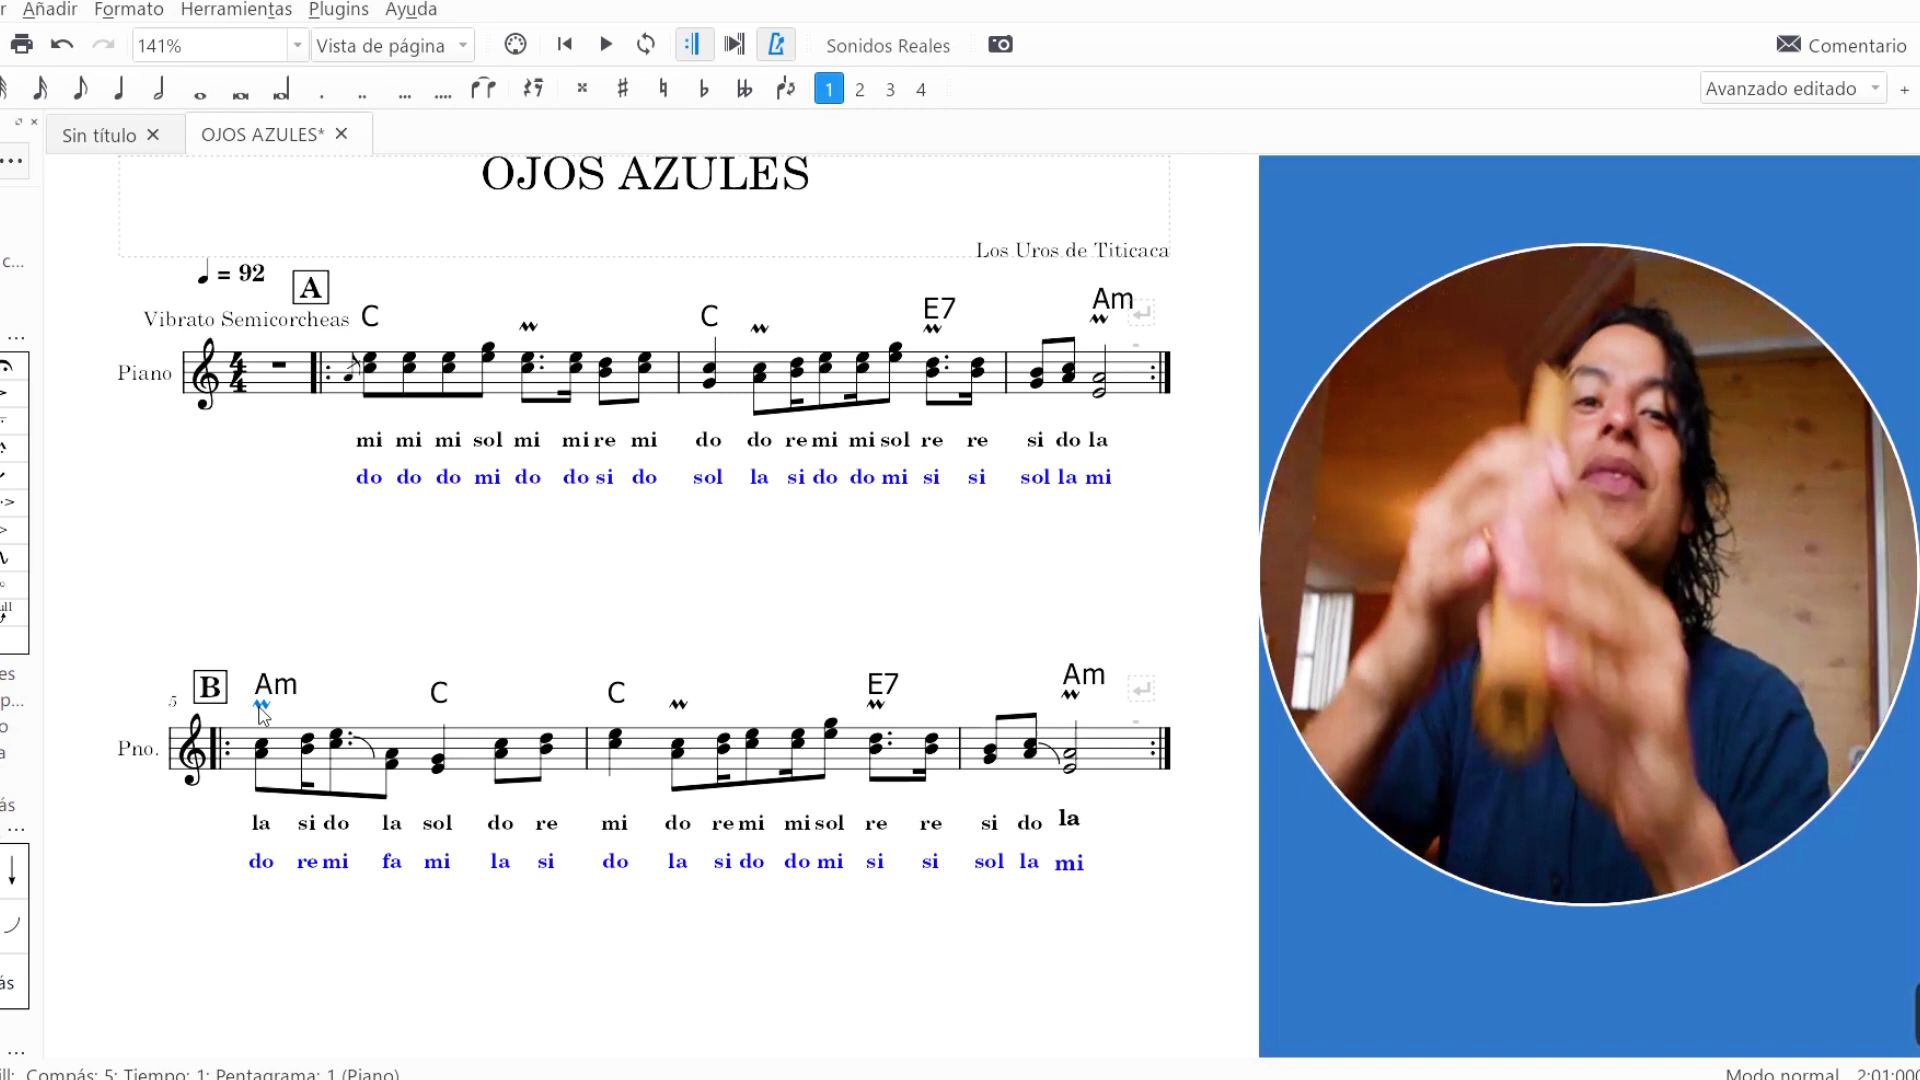 Añadir Formato Herramientas Plugins Ayuda
141% Vista de página Sonidos Reales Comentario
1 2 3 4 Avanzado editado +
Sin título OJOS AZULES*
OJOS AZULES
Los Uros de Titicaca
= 92
A
Vibrato Semicorcheas C C E7 Am
Piano
mi mi mi sol mi mi re mi do do re mi mi sol re re si do la
do do do mi do do si do sol la si do do mi si si sol la mi
5 B Am C C E7 Am
Pno.
la si do la sol do re mi do re mi mi sol re re si do la
do re mi fa mi la si do la si do do mi si si sol la mi
Compás: 5; Tiempo: 1; Pentagrama: 1 (Piano) Modo normal 2:01:000